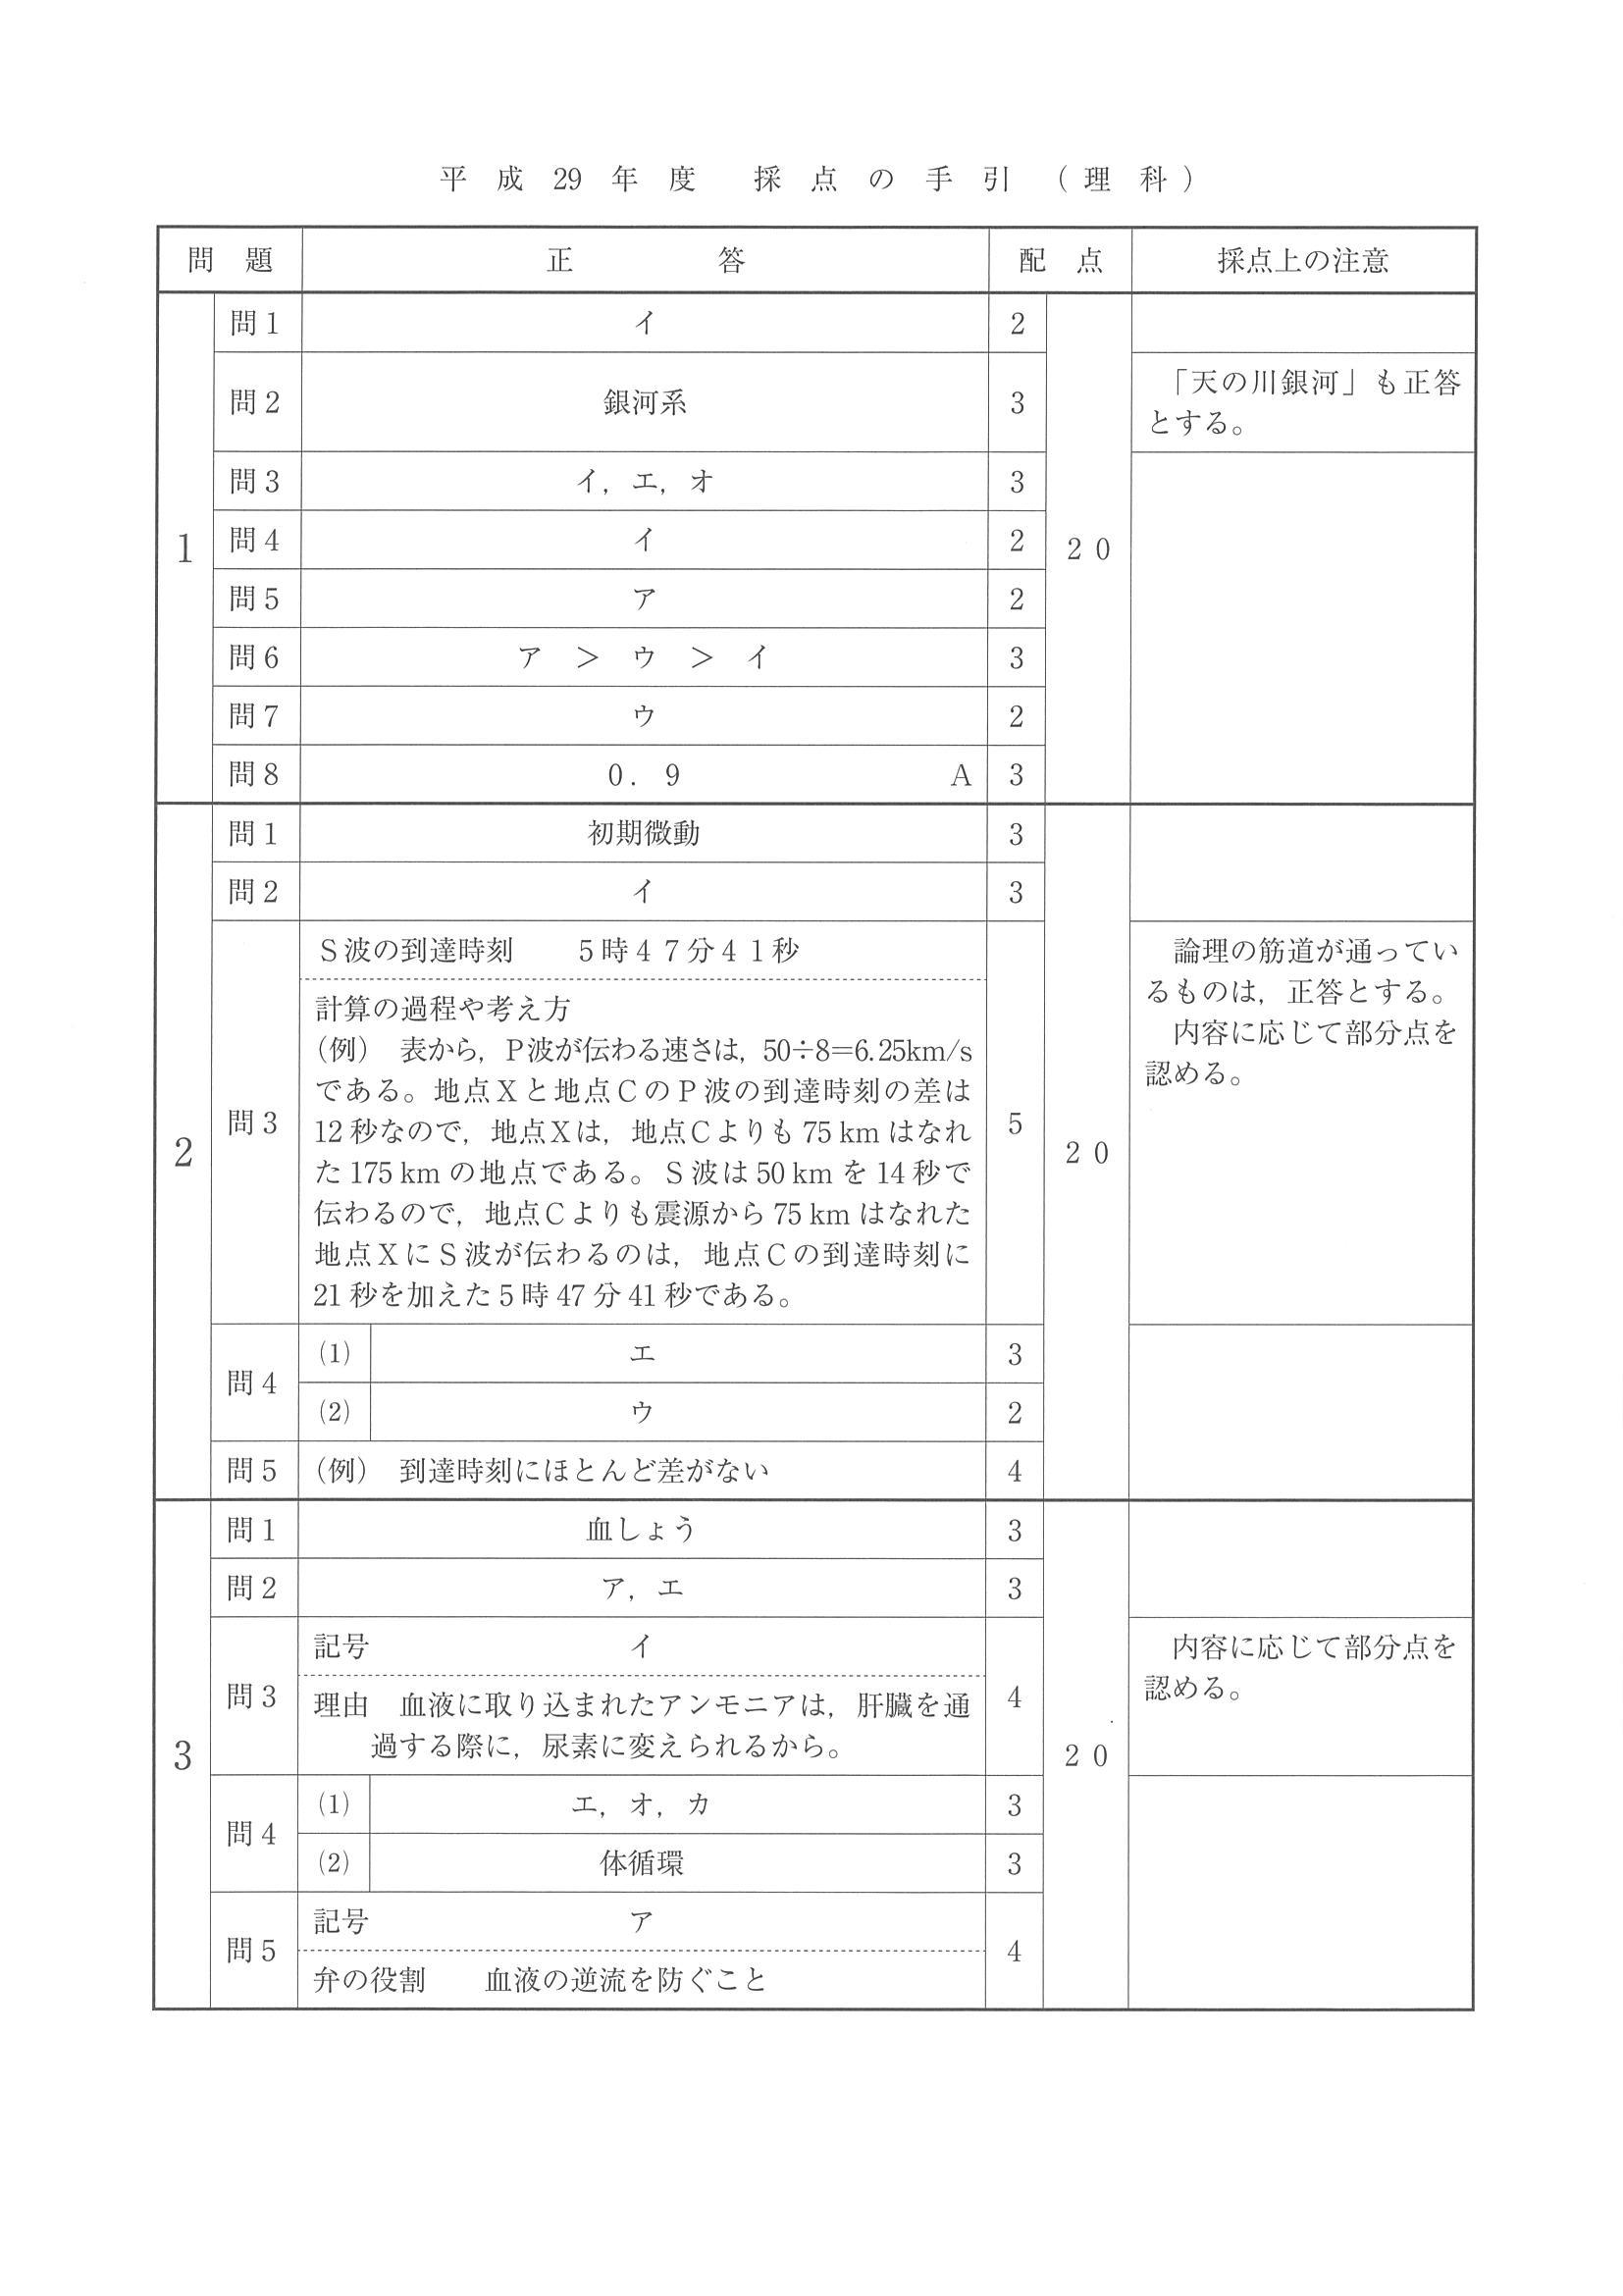 平成29年度 採点の手引(理科)
問題 正答 配点 採点上の注意
1 20
問1 イ 2
問2 銀河系 3 「天の川銀河」も正答
とする。
問3 イ,エ,オ 3
問4 イ 2
問5 ア 2
問6 ア > ウ > イ 3
問7 ウ 2
問8 0.9 A 3
2 20
問1 初期微動 3
問2 イ 3
問3 5
S波の到達時刻 5時47分41秒
計算の過程や考え方
(例) 表から,P波が伝わる速さは,50÷8=6.25km/s
である。地点Xと地点CのP波の到達時刻の差は
12秒なので,地点Xは,地点Cよりも75kmはなれ
た175kmの地点である。S波は50kmを14秒で
伝わるので,地点Cよりも震源から75kmはなれた
地点XにS波が伝わるのは,地点Cの到達時刻に
21秒を加えた5時47分41秒である。
論理の筋道が通ってい
るものは,正答とする。
内容に応じて部分点を
認める。
問4 (1) エ 3
(2) ウ 2
問5 (例) 到達時刻にほとんど差がない 4
3 20
問1 血しょう 3
問2 ア,エ 3
問3 4
記号 イ
理由 血液に取り込まれたアンモニアは,肝臓を通
過する際に,尿素に変えられるから。
内容に応じて部分点を
認める。
問4 (1) エ,オ,カ 3
(2) 体循環 3
問5 4
記号 ア
弁の役割 血液の逆流を防ぐこと